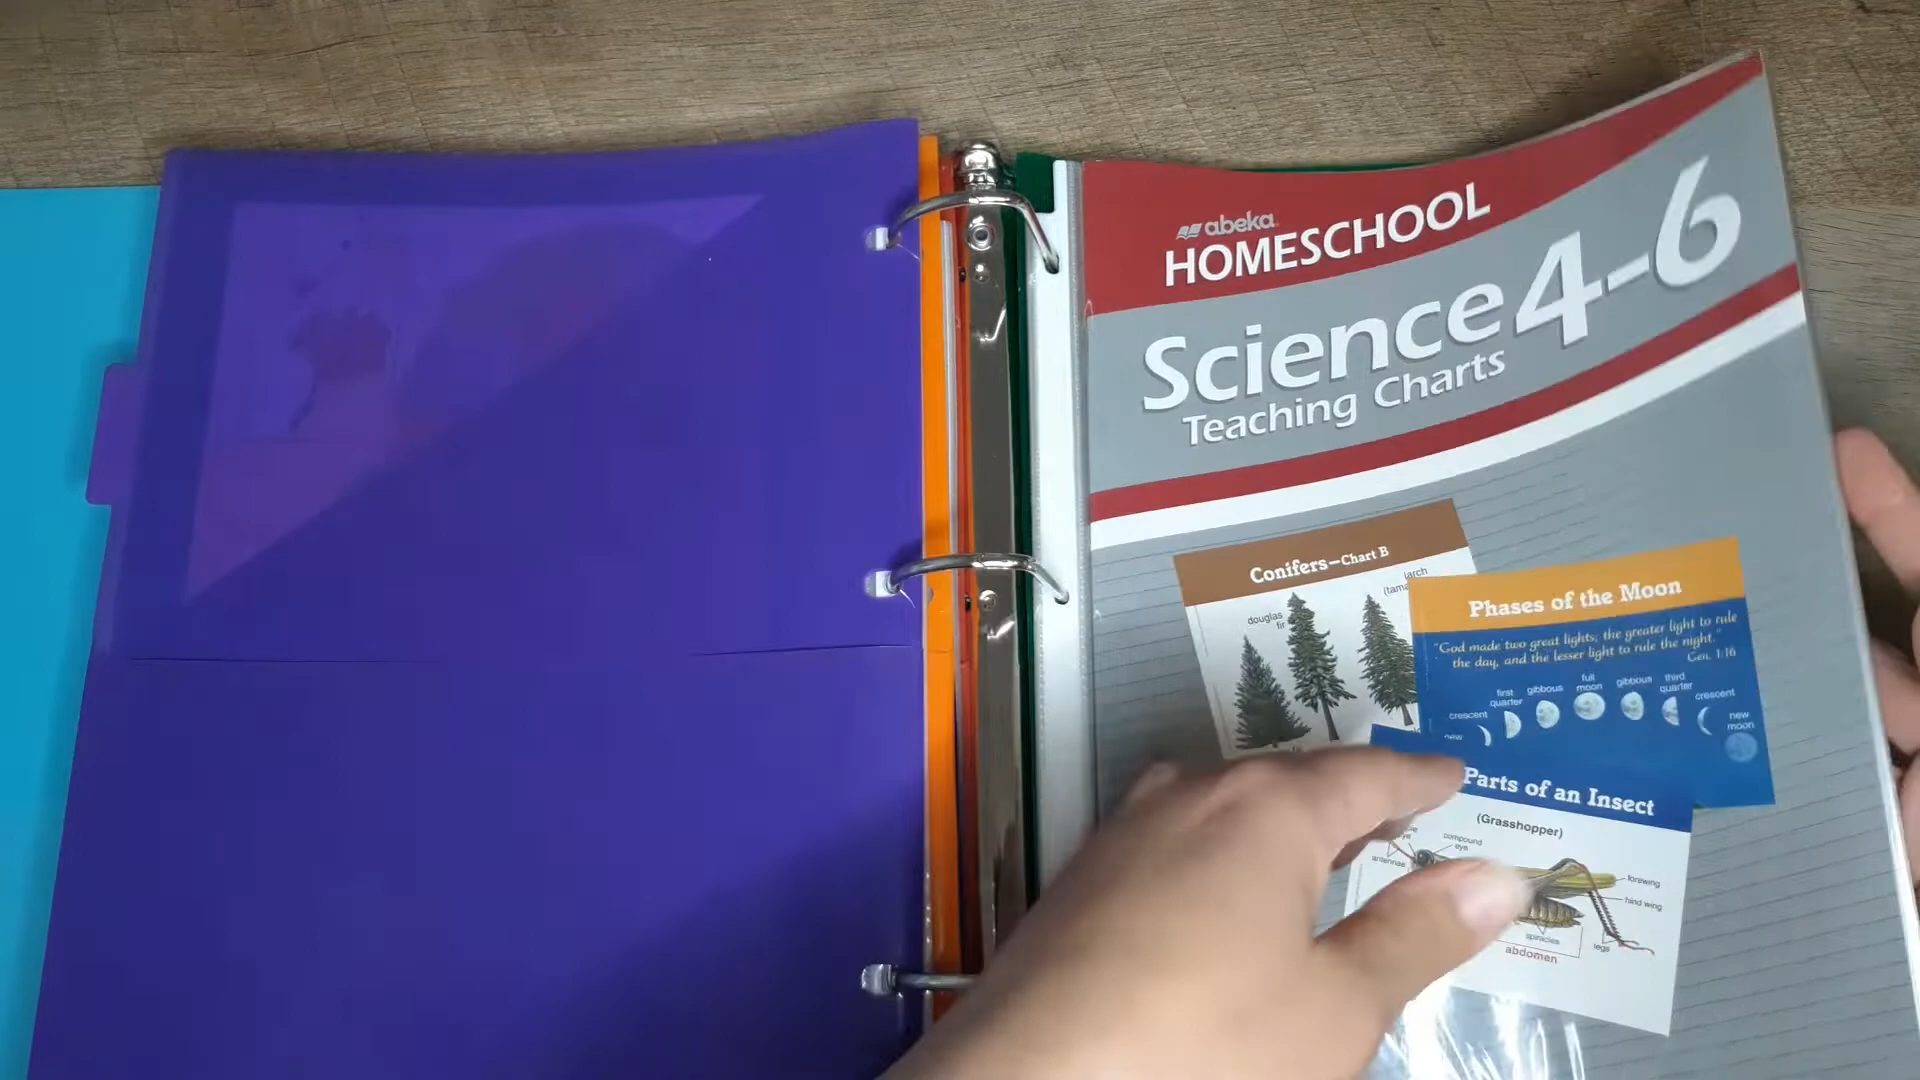 abeka
HOMESCHOOL
Science 4-6
Teaching Charts
Conifers—Chart B
larch
douglas
fir
Phases of the Moon
"God made two great lights; the greater light to rule
the day, and the lesser light to rule the night."
Gen. 1:16
crescent
first
quarter
gibbous
full
moon
gibbous
third
quarter
crescent
new
moon
new
Parts of an Insect
(Grasshopper)
compound
eye
antennae
forewing
hind wing
spiracles
legs
abdomen